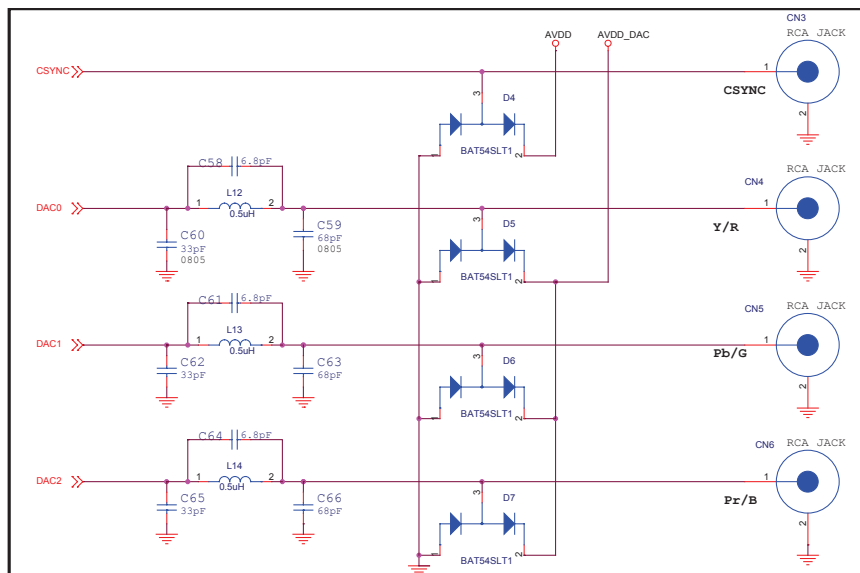 CN3
RCA JACK
AVDD
AVDD_DAC
CSYNC
1
CSYNC
3
D4
2
1
2
BAT54SLT1
C58
6.8pF
CN4
RCA JACK
L12
DAC0
1
2
0.5uH
1
Y/R
C60
33pF
0805
C59
68pF
0805
3
D5
2
1
2
BAT54SLT1
C61
6.8pF
CN5
RCA JACK
L13
DAC1
1
2
0.5uH
1
Pb/G
C62
33pF
C63
68pF
3
D6
2
1
2
BAT54SLT1
C64
6.8pF
CN6
RCA JACK
L14
DAC2
1
2
0.5uH
1
Pr/B
C65
33pF
C66
68pF
3
D7
2
1
2
BAT54SLT1